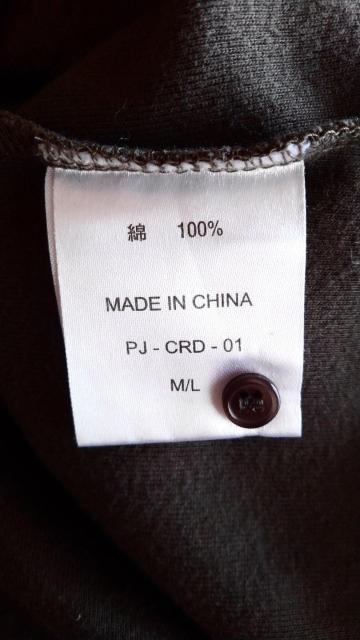 綿 100%
MADE IN CHINA
PJ - CRD - 01
M/L